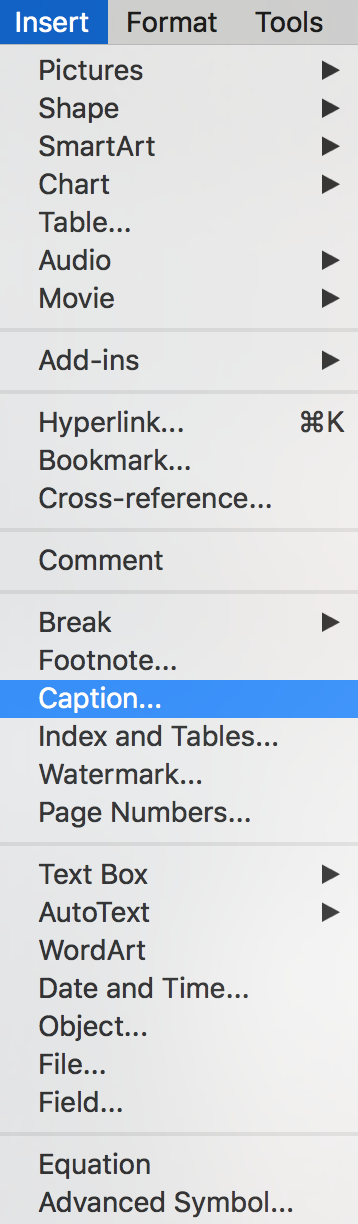 Insert Format Tools
Pictures ▶
Shape ▶
SmartArt ▶
Chart ▶
Table...
Audio ▶
Movie ▶
Add-ins ▶
Hyperlink... ⌘K
Bookmark...
Cross-reference...
Comment
Break ▶
Footnote...
Caption...
Index and Tables...
Watermark...
Page Numbers...
Text Box ▶
AutoText ▶
WordArt
Date and Time...
Object...
File...
Field...
Equation
Advanced Symbol...